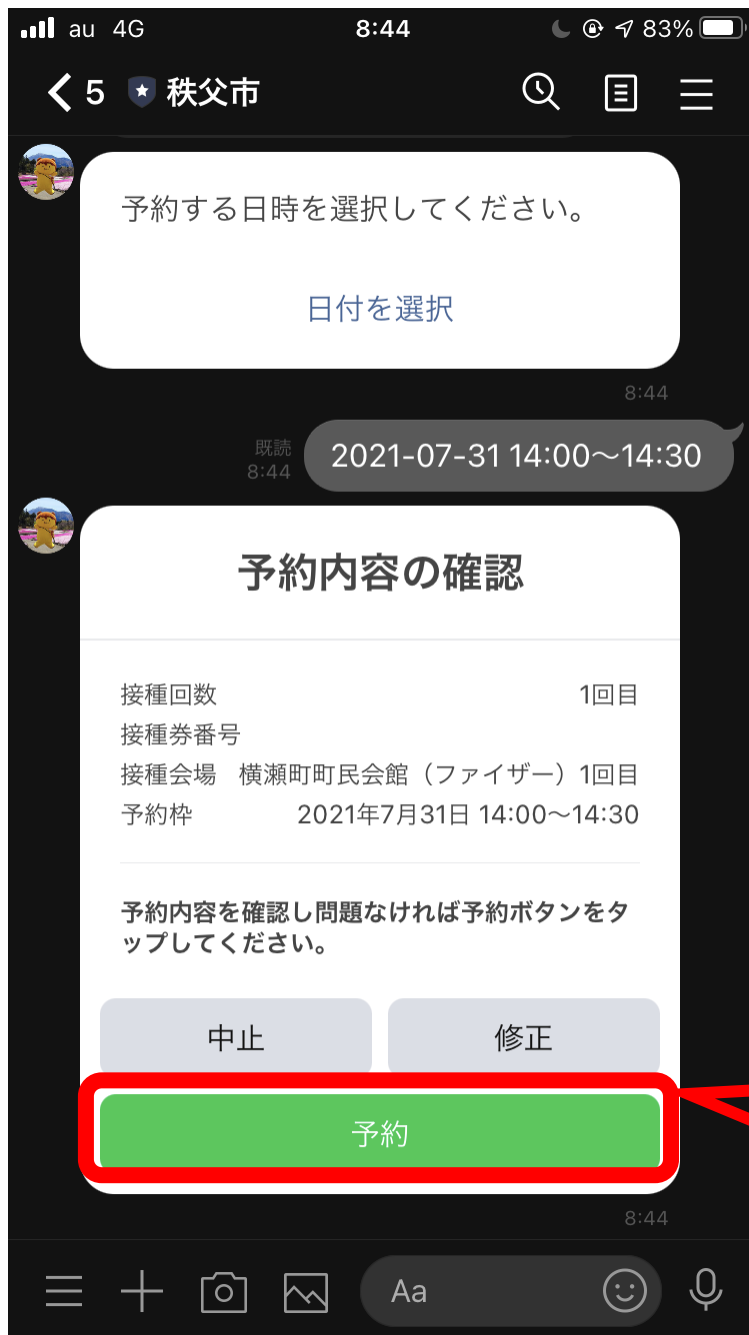 au 4G 8:44 83%
5 秩父市
予約する日時を選択してください。
日付を選択
8:44
既読
8:44
2021-07-31 14:00〜14:30
予約内容の確認
接種回数 1回目
接種券番号
接種会場 横瀬町町民会館（ファイザー）1回目
予約枠 2021年7月31日 14:00〜14:30
予約内容を確認し問題なければ予約ボタンをタ
ップしてください。
中止 修正
予約
8:44
Aa